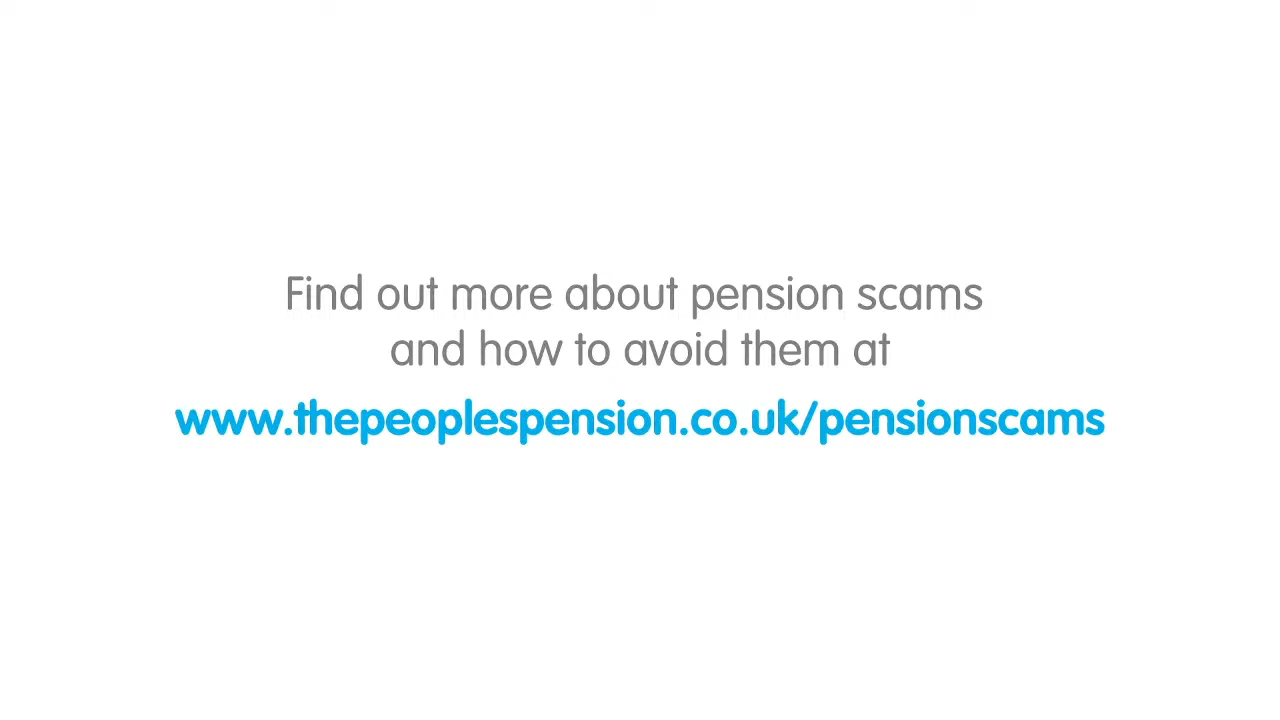 Find out more about pension scams
and how to avoid them at
www.thepeoplespension.co.uk/pensionscams